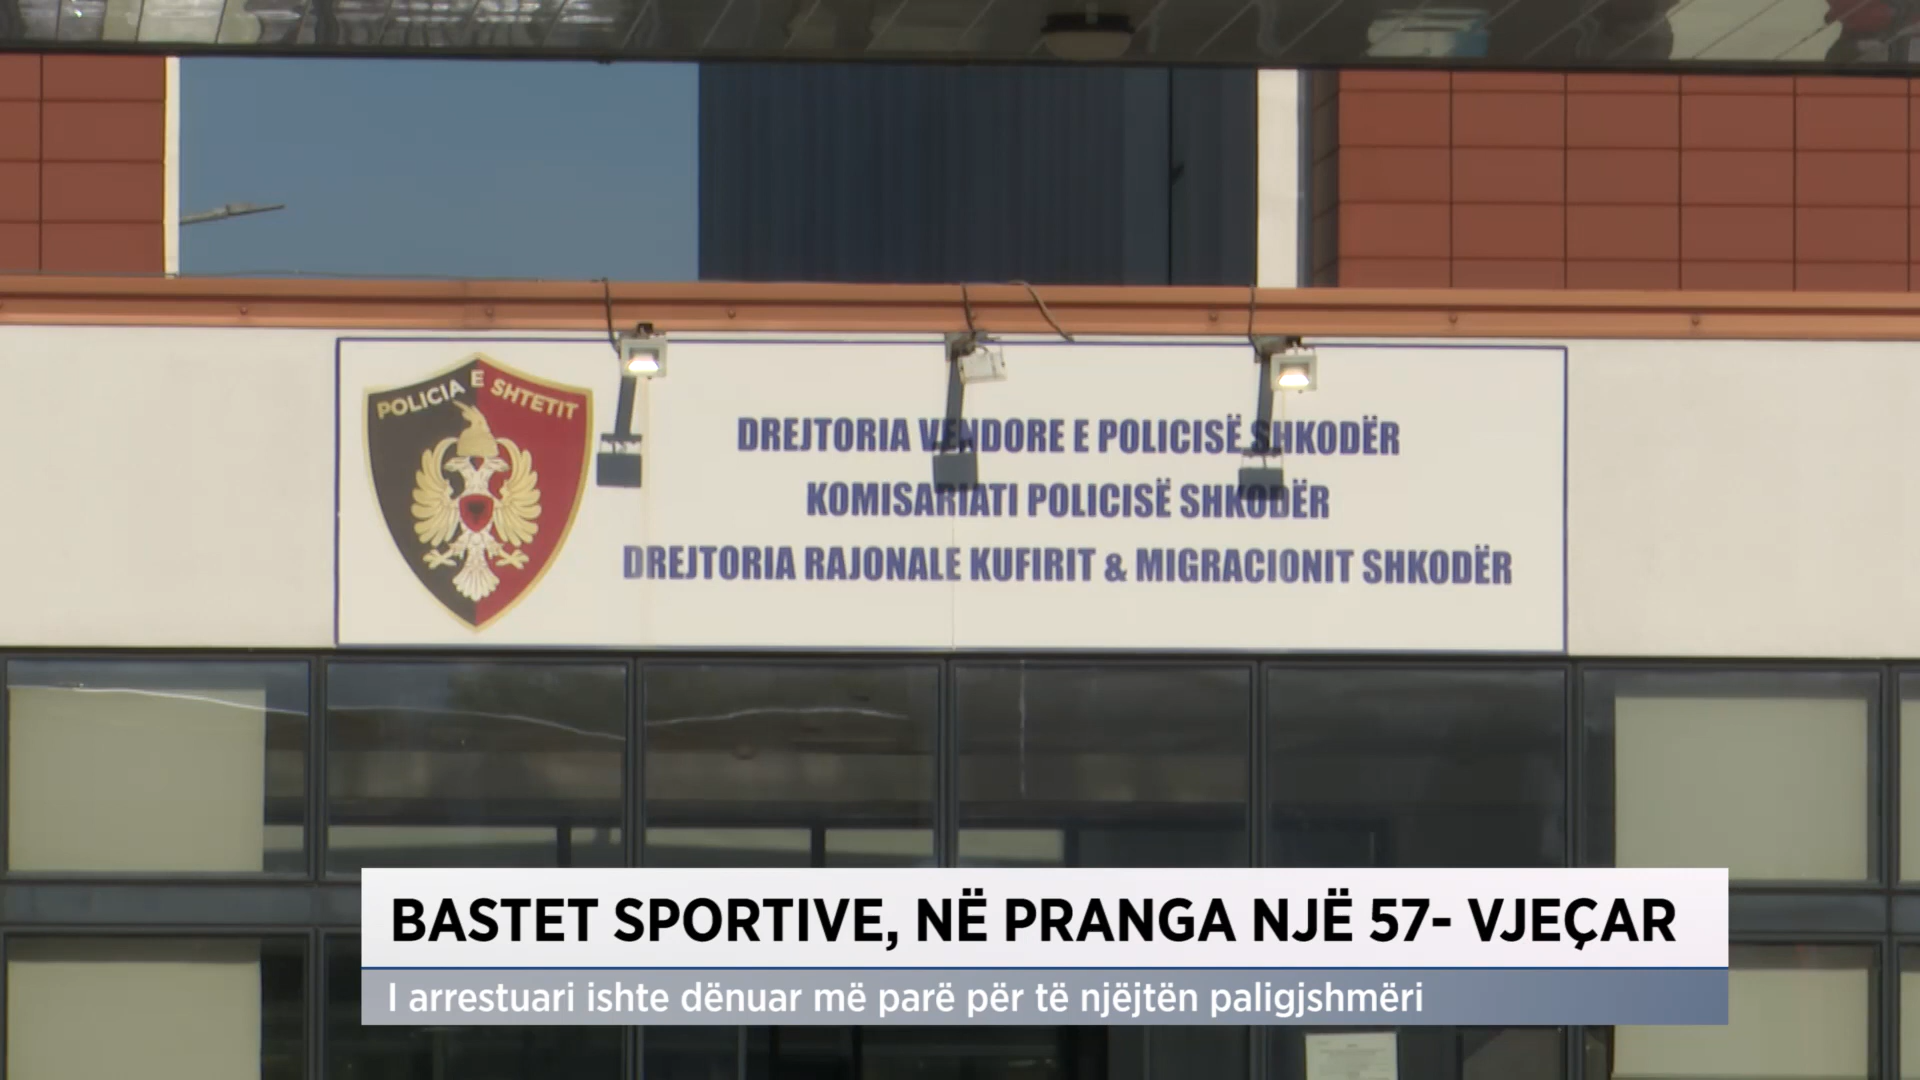 POLICIA E SHTETIT
DREJTORIA VENDORE E POLICISË SHKODËR
KOMISARIATI POLICISË SHKODËR
DREJTORIA RAJONALE KUFIRIT & MIGRACIONIT SHKODËR
BASTET SPORTIVE, NË PRANGA NJË 57- VJEÇAR
I arrestuari ishte dënuar më parë për të njëjtën paligjshmëri